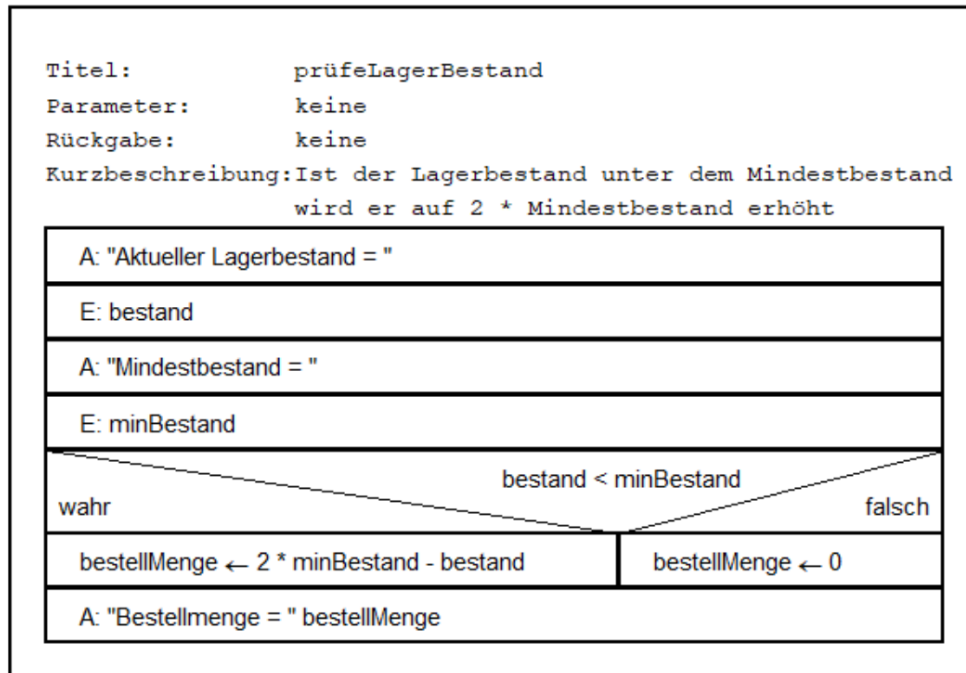 Titel: prüfeLagerBestand
Parameter: keine
Rückgabe: keine
Kurzbeschreibung:Ist der Lagerbestand unter dem Mindestbestand
wird er auf 2 * Mindestbestand erhöht
A: "Aktueller Lagerbestand = "
E: bestand
A: "Mindestbestand = "
E: minBestand
bestand < minBestand
wahr falsch
bestellMenge ← 2 * minBestand - bestand bestellMenge ← 0
A: "Bestellmenge = " bestellMenge